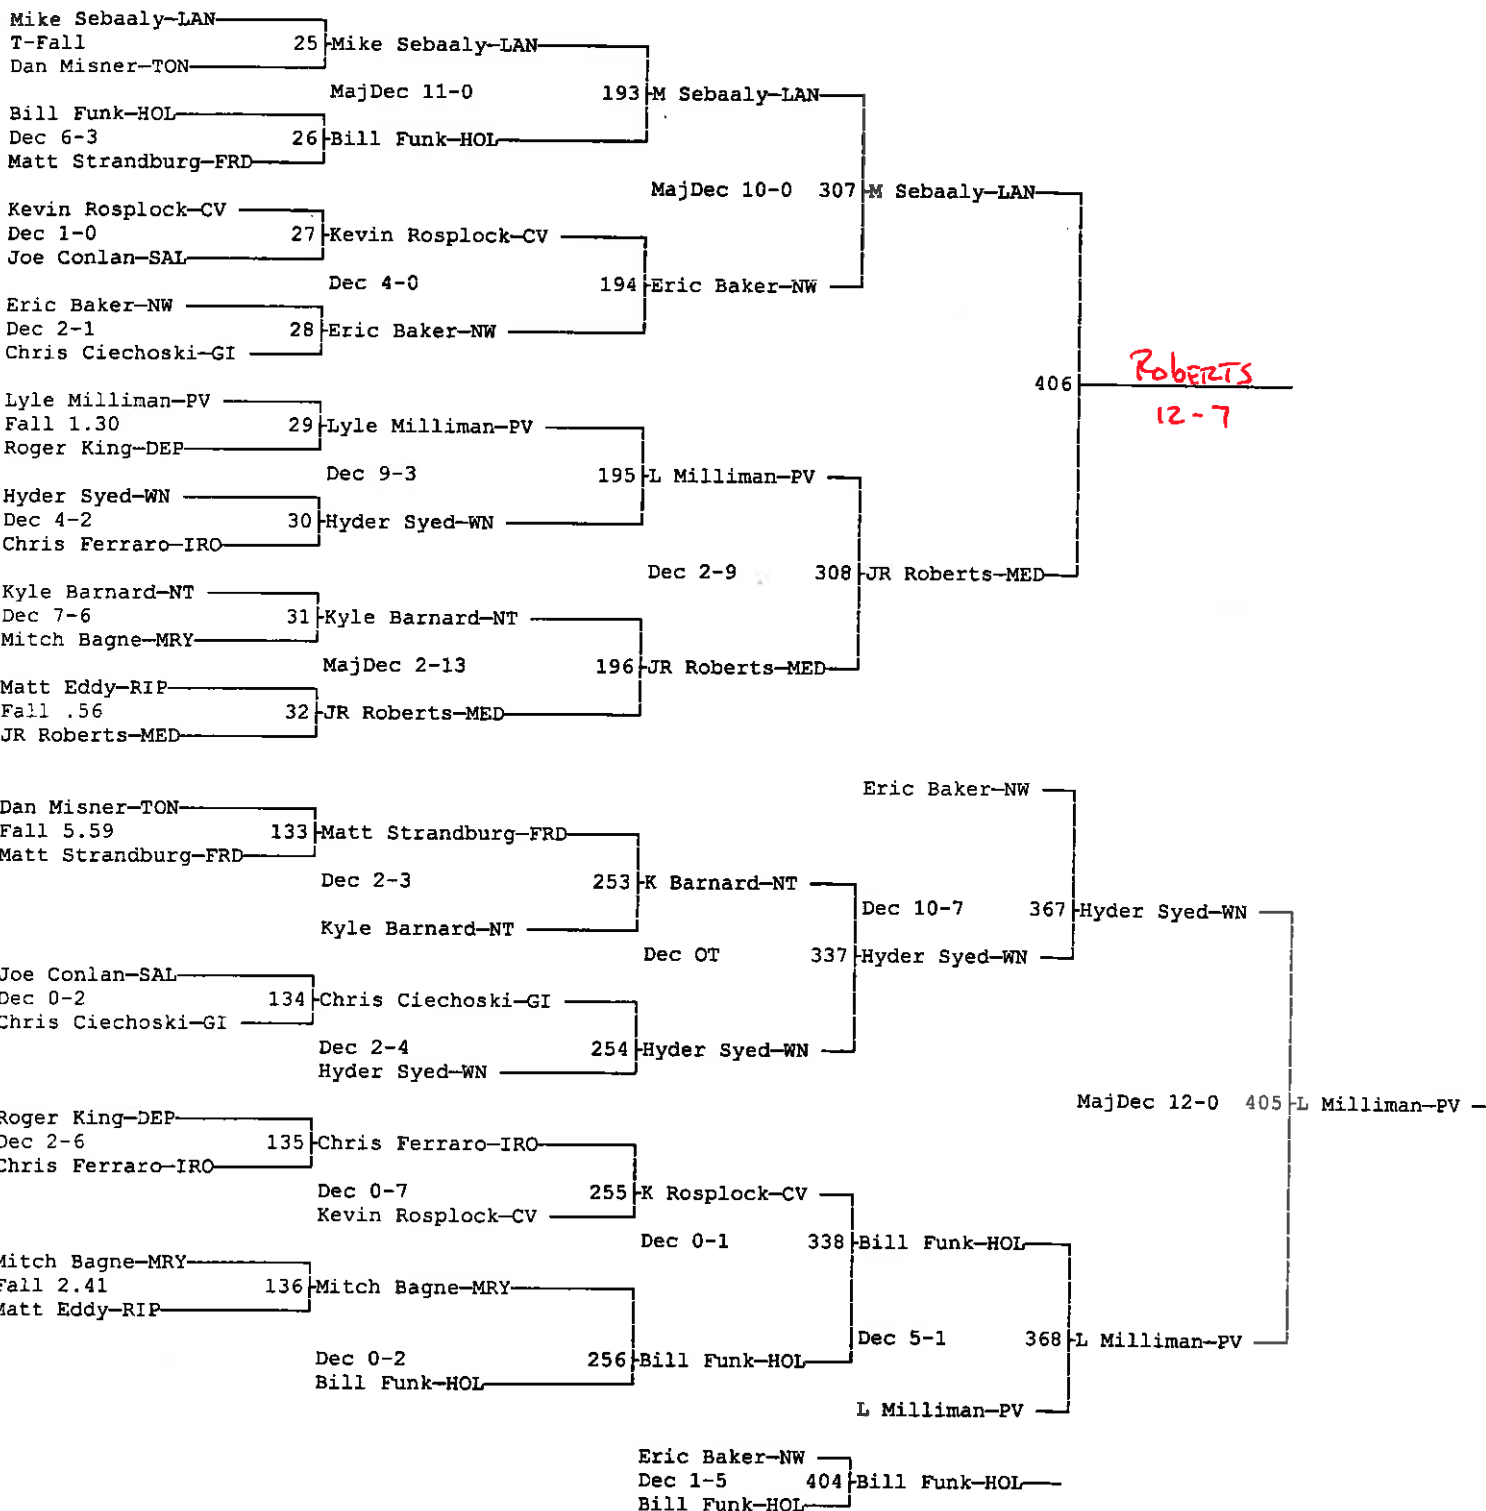 Mike Sebaaly-LAN
T-Fall 25 Mike Sebaaly-LAN
Dan Misner-TON
MajDec 11-0 193 M Sebaaly-LAN
Bill Funk-HOL
Dec 6-3 26 Bill Funk-HOL
Matt Strandburg-FRD
MajDec 10-0 307 M Sebaaly-LAN
Kevin Rosplock-CV
Dec 1-0 27 Kevin Rosplock-CV
Joe Conlan-SAL
Dec 4-0 194 Eric Baker-NW
Eric Baker-NW
Dec 2-1 28 Eric Baker-NW
Chris Ciechoski-GI
406 Roberts
12-7
Lyle Milliman-PV
Fall 1.30 29 Lyle Milliman-PV
Roger King-DEP
Dec 9-3 195 L Milliman-PV
Hyder Syed-WN
Dec 4-2 30 Hyder Syed-WN
Chris Ferraro-IRO
Dec 2-9 308 JR Roberts-MED
Kyle Barnard-NT
Dec 7-6 31 Kyle Barnard-NT
Mitch Bagne-MRY
MajDec 2-13 196 JR Roberts-MED
Matt Eddy-RIP
Fall .56 32 JR Roberts-MED
JR Roberts-MED
Eric Baker-NW
Dan Misner-TON
Fall 5.59 133 Matt Strandburg-FRD
Matt Strandburg-FRD
Dec 2-3 253 K Barnard-NT
Dec 10-7 367 Hyder Syed-WN
Kyle Barnard-NT
Dec OT 337 Hyder Syed-WN
Joe Conlan-SAL
Dec 0-2 134 Chris Ciechoski-GI
Chris Ciechoski-GI
Dec 2-4 254 Hyder Syed-WN
Hyder Syed-WN
MajDec 12-0 405 L Milliman-PV
Roger King-DEP
Dec 2-6 135 Chris Ferraro-IRO
Chris Ferraro-IRO
Dec 0-7 255 K Rosplock-CV
Kevin Rosplock-CV
Dec 0-1 338 Bill Funk-HOL
Mitch Bagne-MRY
Fall 2.41 136 Mitch Bagne-MRY
Matt Eddy-RIP
Dec 5-1 368 L Milliman-PV
Dec 0-2 256 Bill Funk-HOL
Bill Funk-HOL
L Milliman-PV
Eric Baker-NW
Dec 1-5 404 Bill Funk-HOL
Bill Funk-HOL